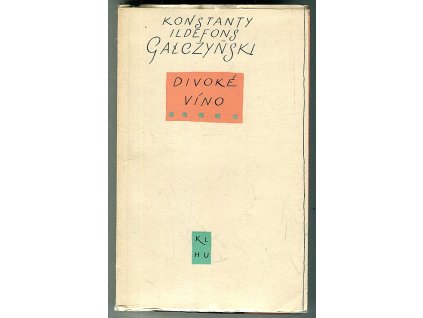 KONSTANTY
ILDEFONS
GAŁCZYŃSKI
DIVOKÉ
VÍNO
KL
HU